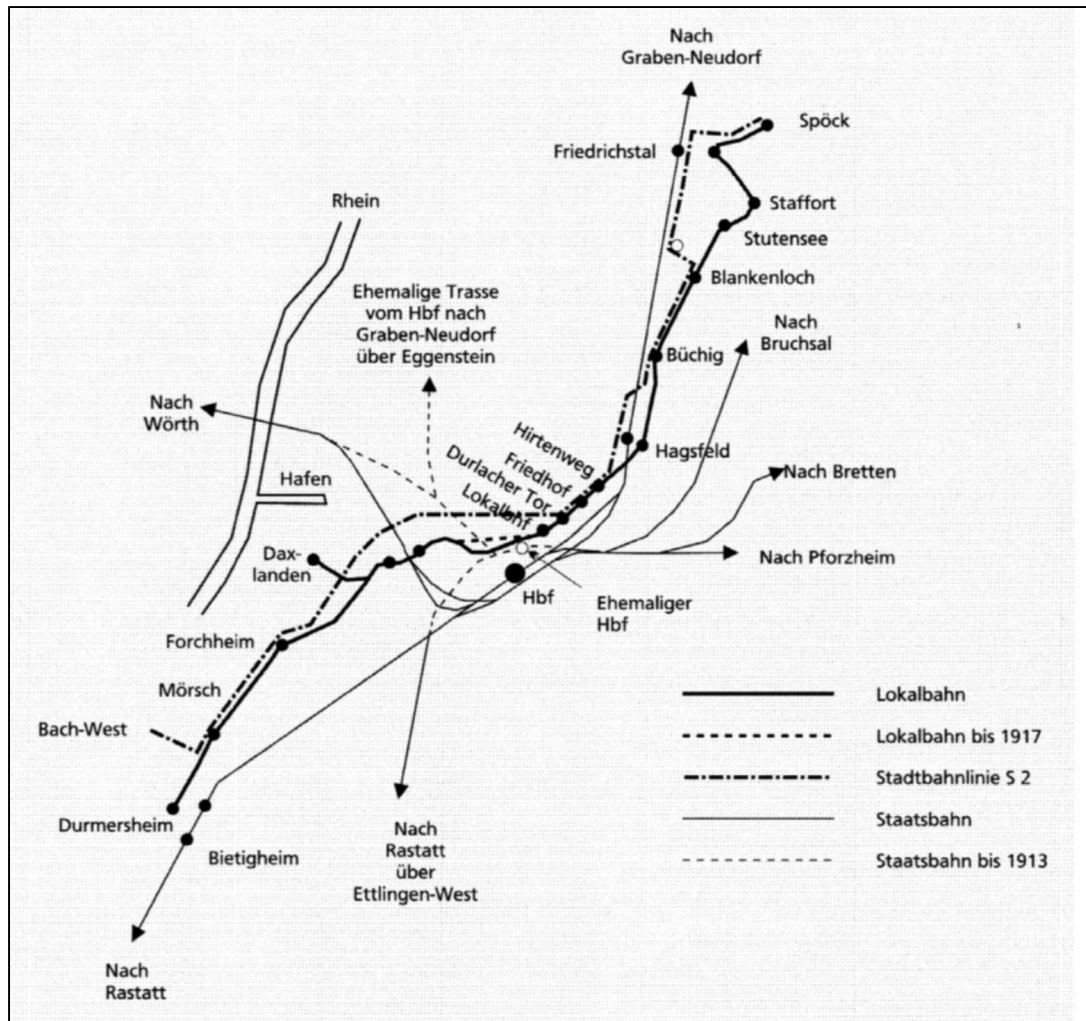 Nach
Graben-Neudorf
Spöck
Friedrichstal
Rhein
Staffort
Stutensee
Blankenloch
Ehemalige Trasse
vom Hbf nach
Graben-Neudorf
über Eggenstein
Nach
Bruchsal
Büchig
Nach
Wörth
Hirtenweg
Friedhof
Durlacher Tor
Lokalbhf
Hagsfeld
Hafen
Nach Bretten
Dax-
landen
Nach Pforzheim
Hbf
Ehemaliger
Hbf
Forchheim
Mörsch
Bach-West
Durmersheim
Bietigheim
Nach
Rastatt
über
Ettlingen-West
Nach
Rastatt
Lokalbahn
Lokalbahn bis 1917
Stadtbahnlinie S 2
Staatsbahn
Staatsbahn bis 1913